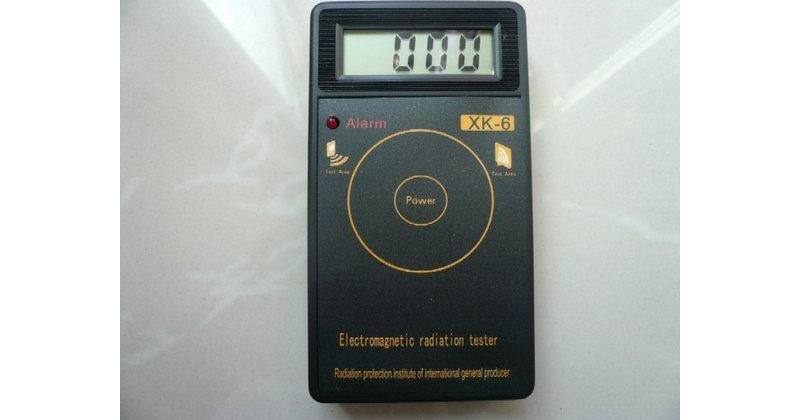 000
Alarm
XK-6
Test Area
Test Area
Power
Electromagnetic radiation tester
Radiation protection institute of international general producer